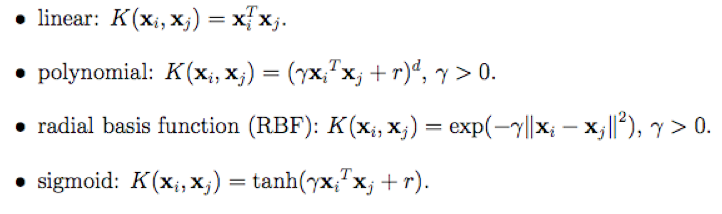 • linear: K(xᵢ, xⱼ) = xᵢᵀxⱼ.
• polynomial: K(xᵢ, xⱼ) = (γxᵢᵀxⱼ + r)ᵈ, γ > 0.
• radial basis function (RBF): K(xᵢ, xⱼ) = exp(−γ‖xᵢ − xⱼ‖²), γ > 0.
• sigmoid: K(xᵢ, xⱼ) = tanh(γxᵢᵀxⱼ + r).